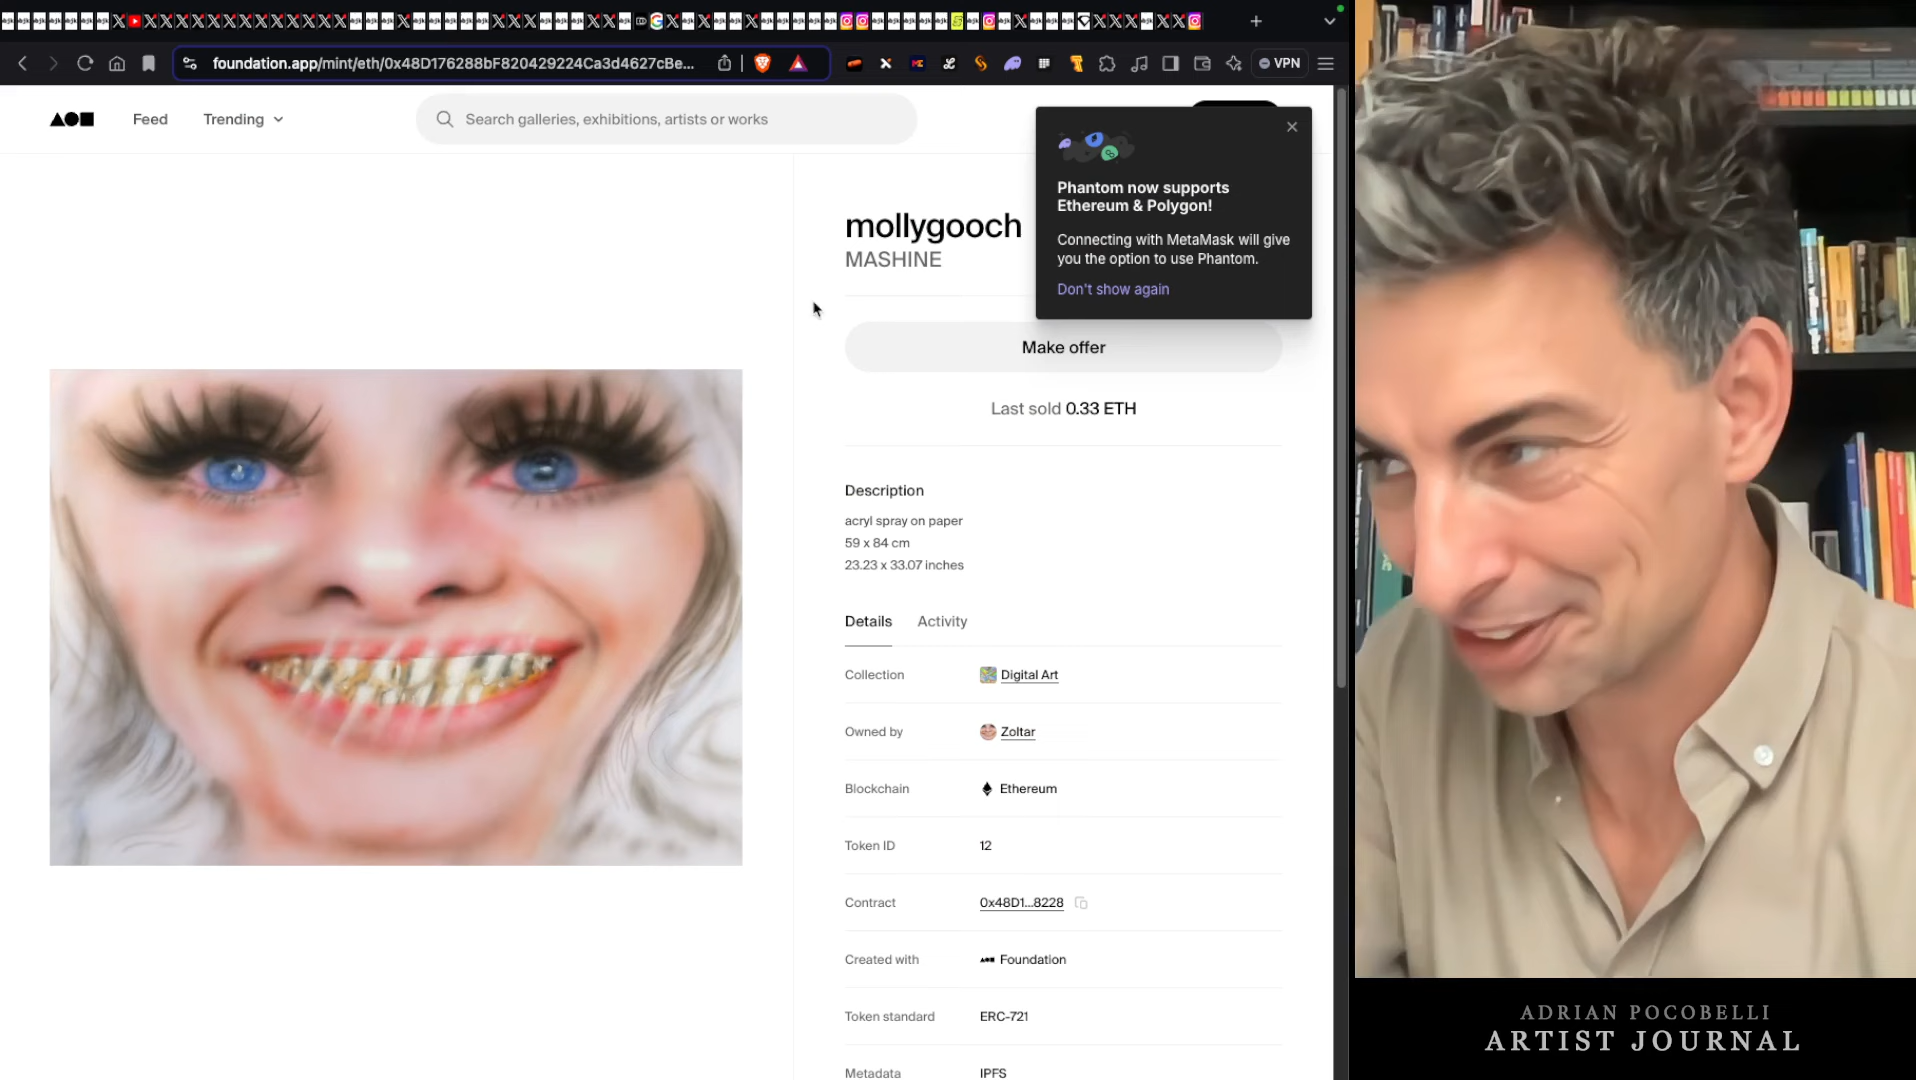 foundation.app/mint/eth/0x48D176288bF820429224Ca3d4627cBe...
VPN
Feed
Trending
Search galleries, exhibitions, artists or works
Phantom now supports
Ethereum & Polygon!
Connecting with MetaMask will give
you the option to use Phantom.
Don't show again
mollygooch
MASHINE
Make offer
Last sold 0.33 ETH
Description
acryl spray on paper
59 x 84 cm
23.23 x 33.07 inches
Details
Activity
Collection
Digital Art
Owned by
Zoltar
Blockchain
Ethereum
Token ID
12
Contract
0x48D1...8228
Created with
Foundation
Token standard
ERC-721
Metadata
IPFS
ADRIAN POCOBELLI
ARTIST JOURNAL